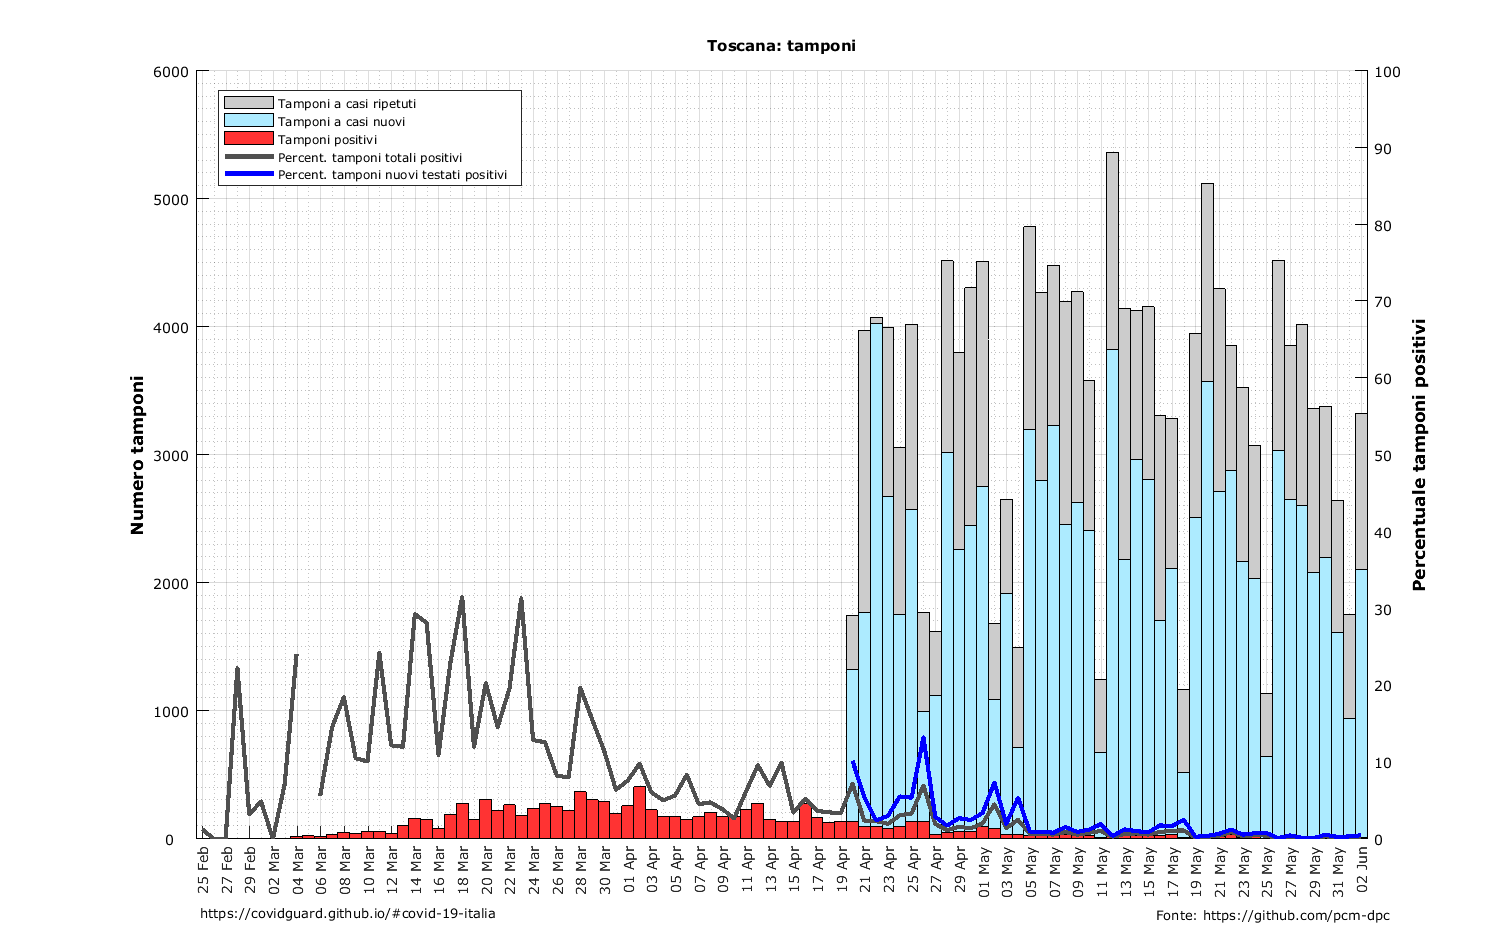 Toscana: tamponi
6000
5000
4000
3000
2000
1000
0
Numero tamponi
Tamponi a casi ripetuti
Tamponi a casi nuovi
Tamponi positivi
Percent. tamponi totali positivi
Percent. tamponi nuovi testati positivi
100
90
80
70
60
50
40
30
20
10
0
Percentuale tamponi positivi
25 Feb
27 Feb
29 Feb
02 Mar
04 Mar
06 Mar
08 Mar
10 Mar
12 Mar
14 Mar
16 Mar
18 Mar
20 Mar
22 Mar
24 Mar
26 Mar
28 Mar
30 Mar
01 Apr
03 Apr
05 Apr
07 Apr
09 Apr
11 Apr
13 Apr
15 Apr
17 Apr
19 Apr
21 Apr
23 Apr
25 Apr
27 Apr
29 Apr
01 May
03 May
05 May
07 May
09 May
11 May
13 May
15 May
17 May
19 May
21 May
23 May
25 May
27 May
29 May
31 May
02 Jun
https://covidguard.github.io/#covid-19-italia
Fonte: https://github.com/pcm-dpc